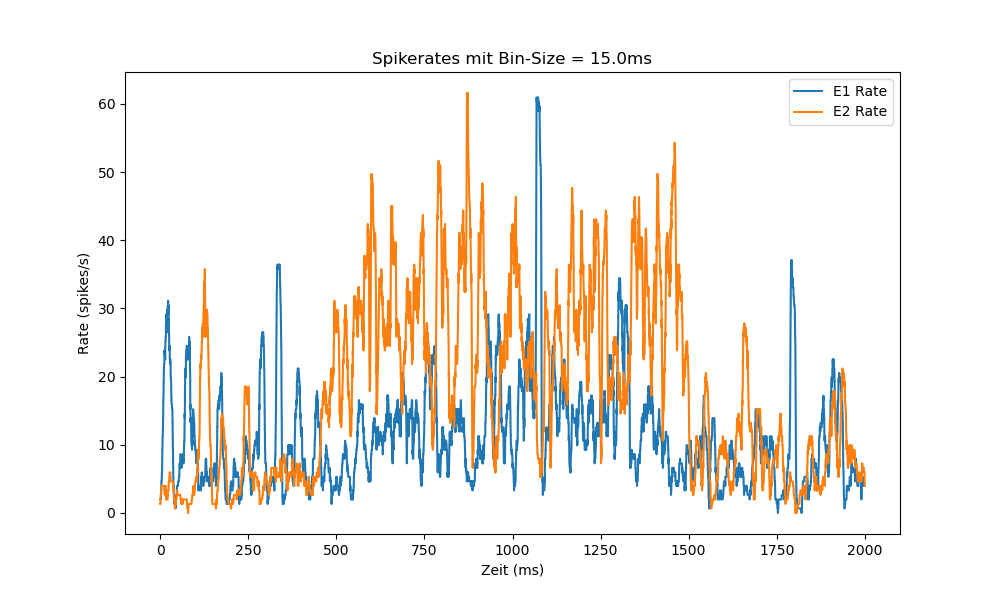 Spikerates mit Bin-Size = 15.0ms
E1 Rate
E2 Rate
60
50
40
30
20
10
0
Rate (spikes/s)
0 250 500 750 1000 1250 1500 1750 2000
Zeit (ms)